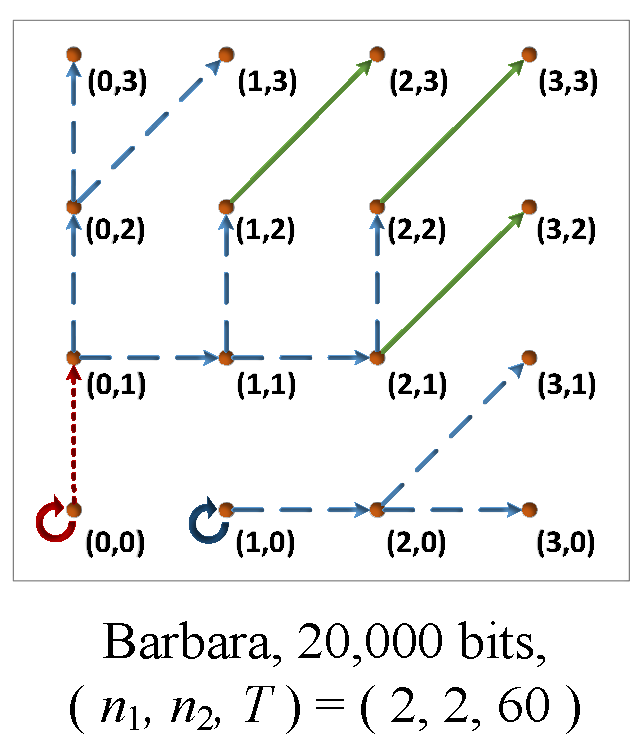 (0,3) (1,3) (2,3) (3,3)
(0,2) (1,2) (2,2) (3,2)
(0,1) (1,1) (2,1) (3,1)
(0,0) (1,0) (2,0) (3,0)
Barbara, 20,000 bits,
( n₁, n₂, T ) = ( 2, 2, 60 )